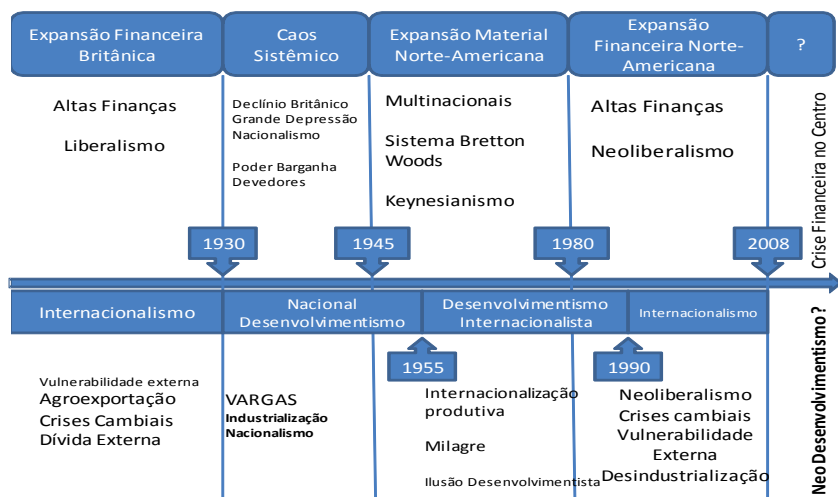 Expansão Financeira
Britânica
Caos
Sistêmico
Expansão Material
Norte-Americana
Expansão
Financeira Norte-
Americana
?
Altas Finanças
Liberalismo
Declínio Britânico
Grande Depressão
Nacionalismo
Poder Barganha
Devedores
Multinacionais
Sistema Bretton
Woods
Keynesianismo
Altas Finanças
Neoliberalismo
Crise Financeira no Centro
1930
1945
1980
2008
Internacionalismo
Nacional
Desenvolvimentismo
Desenvolvimentismo
Internacionalista
Internacionalismo
1955
1990
Vulnerabilidade externa
Agroexportação
Crises Cambiais
Dívida Externa
VARGAS
Industrialização
Nacionalismo
Internacionalização
produtiva
Milagre
Ilusão Desenvolvimentista
Neoliberalismo
Crises cambiais
Vulnerabilidade
Externa
Desindustrialização
Neo Desenvolvimentismo?